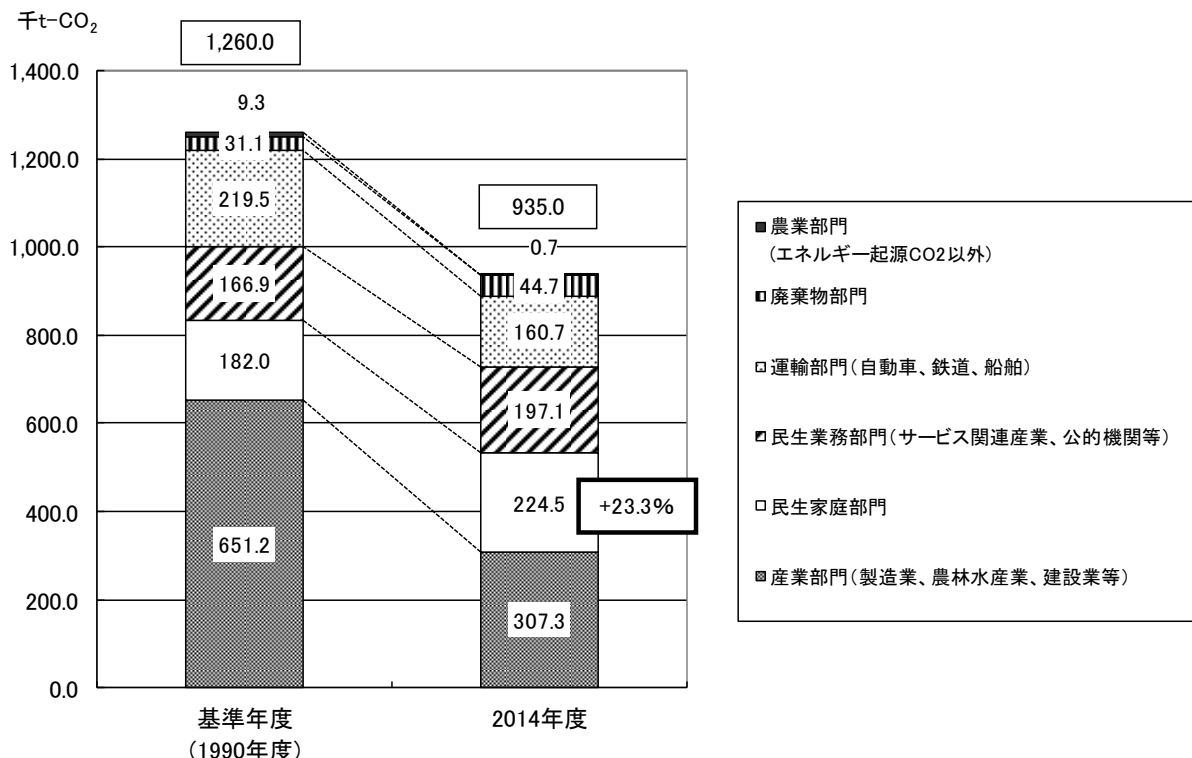 千t-CO₂
1,260.0
1,400.0
1,200.0
1,000.0
800.0
600.0
400.0
200.0
0.0
9.3
31.1
219.5
166.9
182.0
651.2
935.0
0.7
44.7
160.7
197.1
224.5
+23.3%
307.3
基準年度
(1990年度)
2014年度
農業部門
(エネルギー起源CO2以外)
廃棄物部門
運輸部門(自動車、鉄道、船舶)
民生業務部門(サービス関連産業、公的機関等)
民生家庭部門
産業部門(製造業、農林水産業、建設業等)